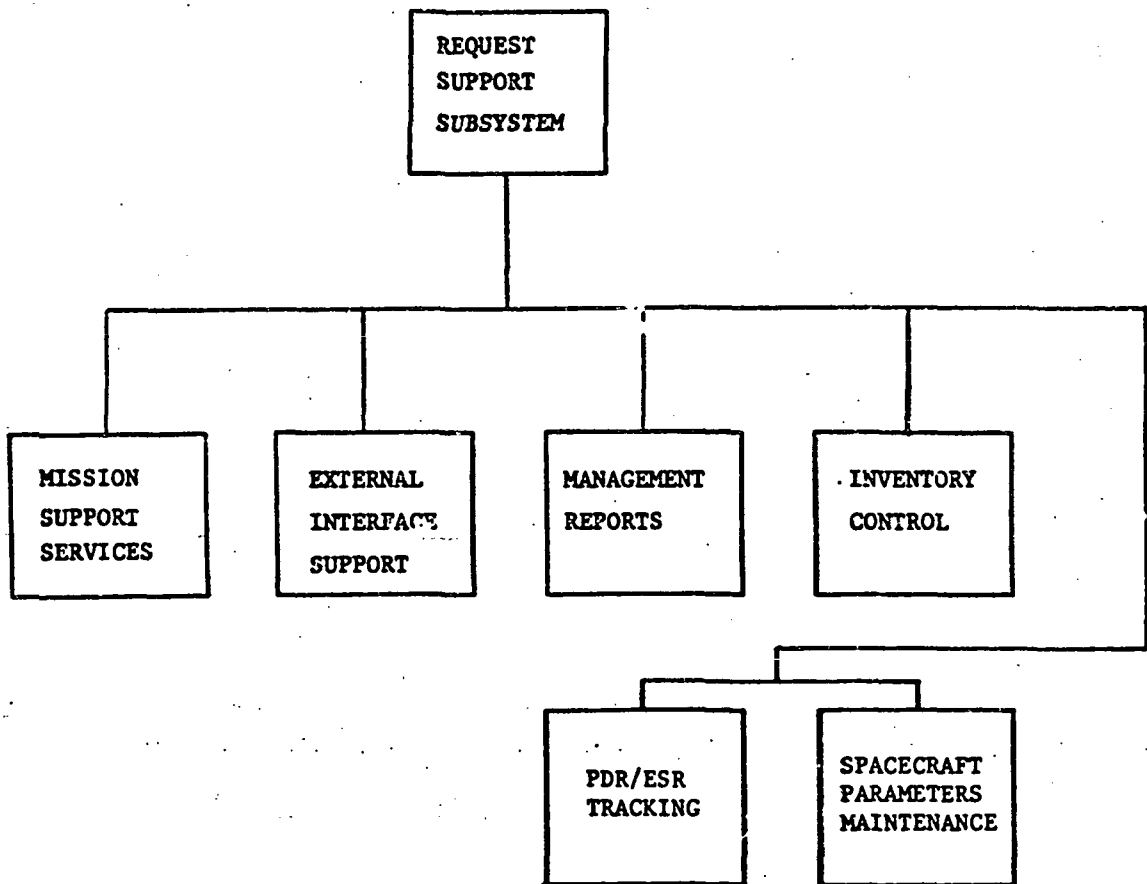 REQUEST
SUPPORT
SUBSYSTEM
MISSION
SUPPORT
SERVICES
EXTERNAL
INTERFACE
SUPPORT
MANAGEMENT
REPORTS
INVENTORY
CONTROL
PDR/ESR
TRACKING
SPACECRAFT
PARAMETERS
MAINTENANCE